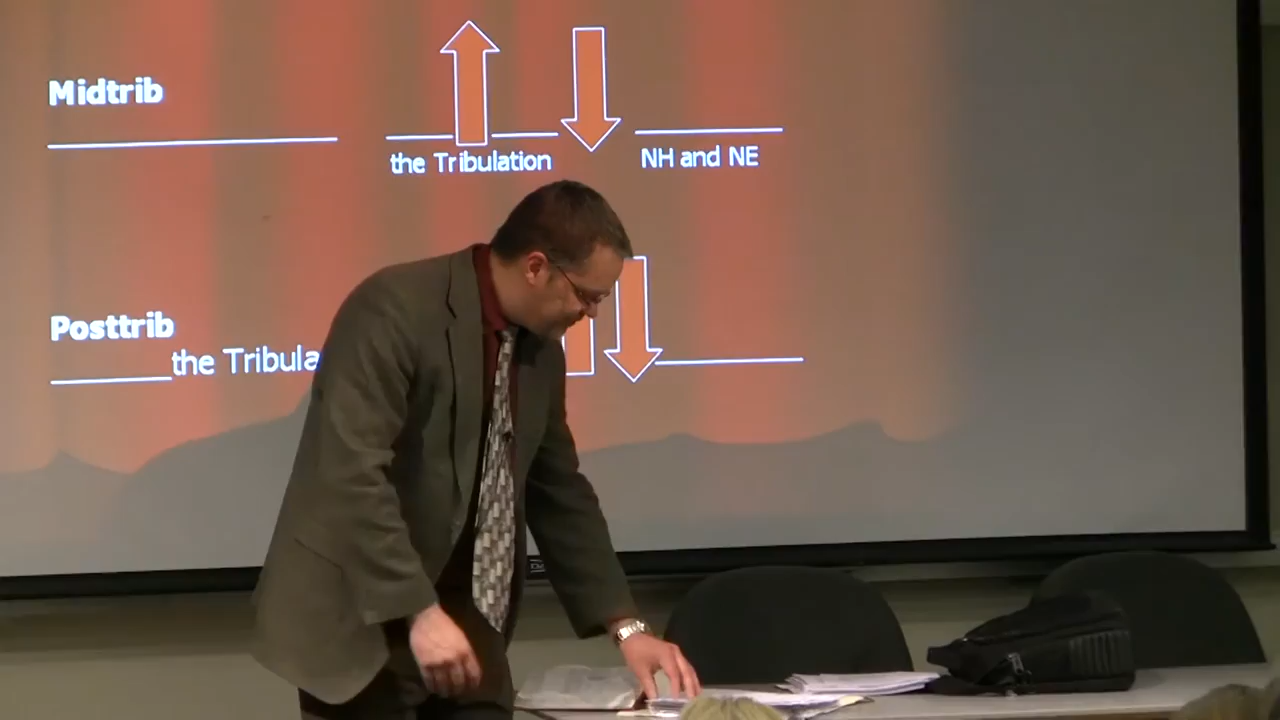 Midtrib
the Tribulation
NH and NE
Posttrib
the Tribula